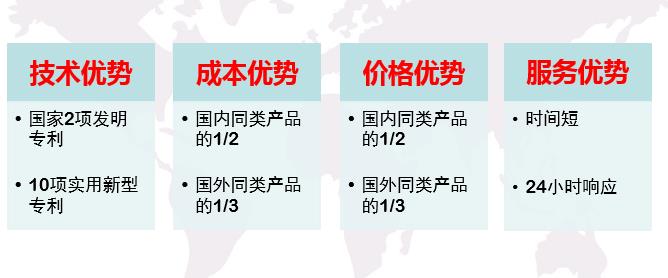 技术优势
• 国家2项发明
专利
• 10项实用新型
专利
成本优势
• 国内同类产品
的1/2
• 国外同类产品
的1/3
价格优势
• 国内同类产品
的1/2
• 国外同类产品
的1/3
服务优势
• 时间短
• 24小时响应